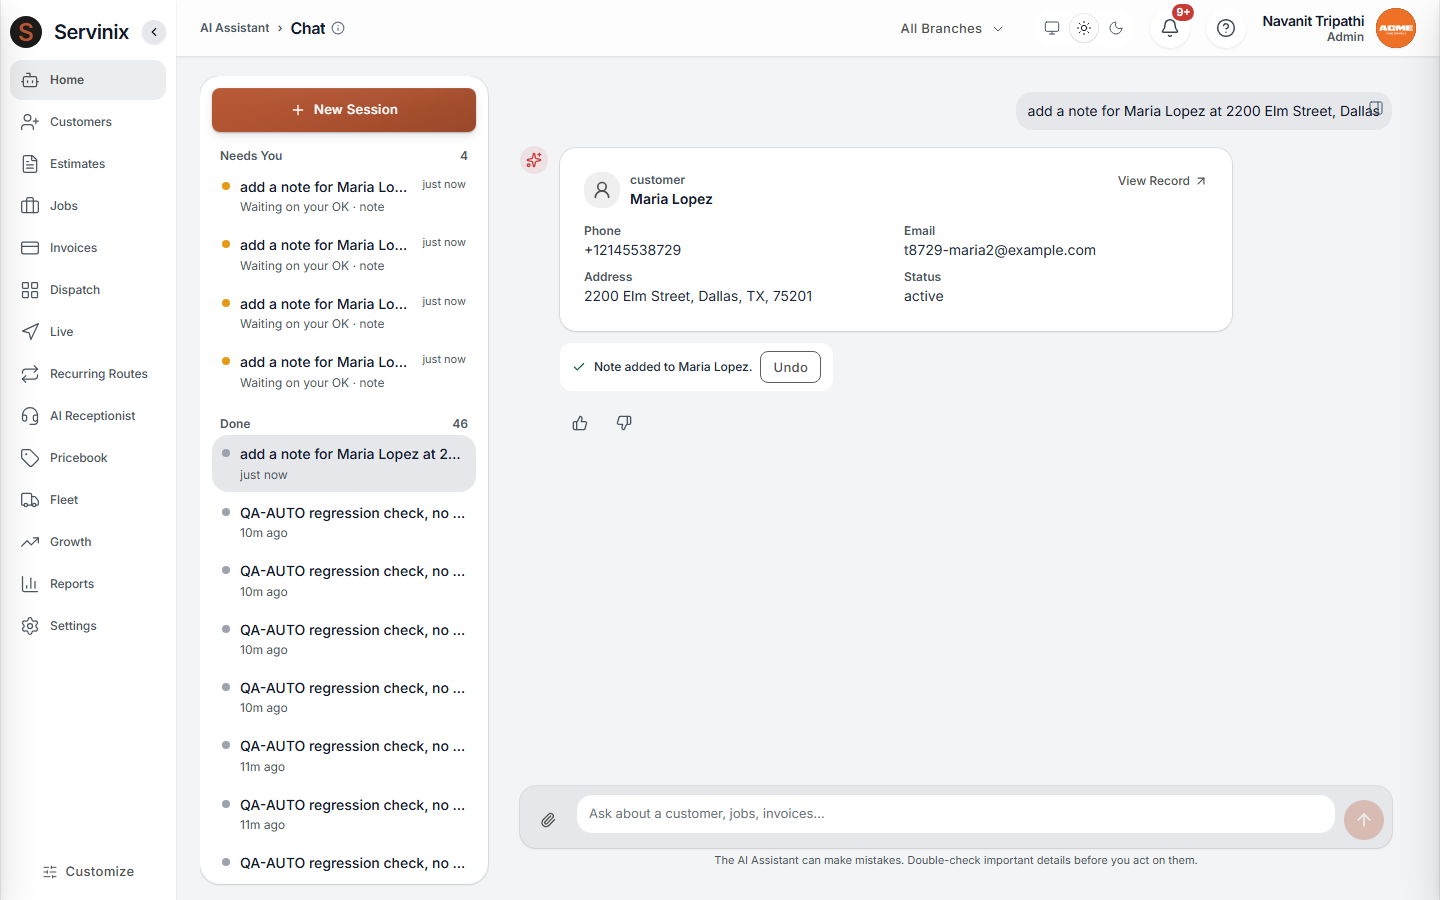 Servinix
Home
Customers
Estimates
Jobs
Invoices
Dispatch
Live
Recurring Routes
AI Receptionist
Pricebook
Fleet
Growth
Reports
Settings
Customize
AI Assistant › Chat
All Branches
9+
Navanit Tripathi
Admin
ACME
+ New Session
Needs You 4
add a note for Maria Lo... just now
Waiting on your OK · note
add a note for Maria Lo... just now
Waiting on your OK · note
add a note for Maria Lo... just now
Waiting on your OK · note
add a note for Maria Lo... just now
Waiting on your OK · note
Done 46
add a note for Maria Lopez at 2...
just now
QA-AUTO regression check, no ...
10m ago
QA-AUTO regression check, no ...
10m ago
QA-AUTO regression check, no ...
10m ago
QA-AUTO regression check, no ...
10m ago
QA-AUTO regression check, no ...
11m ago
QA-AUTO regression check, no ...
11m ago
QA-AUTO regression check, no ...
add a note for Maria Lopez at 2200 Elm Street, Dallas
customer
Maria Lopez
View Record
Phone
+12145538729
Email
t8729-maria2@example.com
Address
2200 Elm Street, Dallas, TX, 75201
Status
active
Note added to Maria Lopez. Undo
Ask about a customer, jobs, invoices...
The AI Assistant can make mistakes. Double-check important details before you act on them.